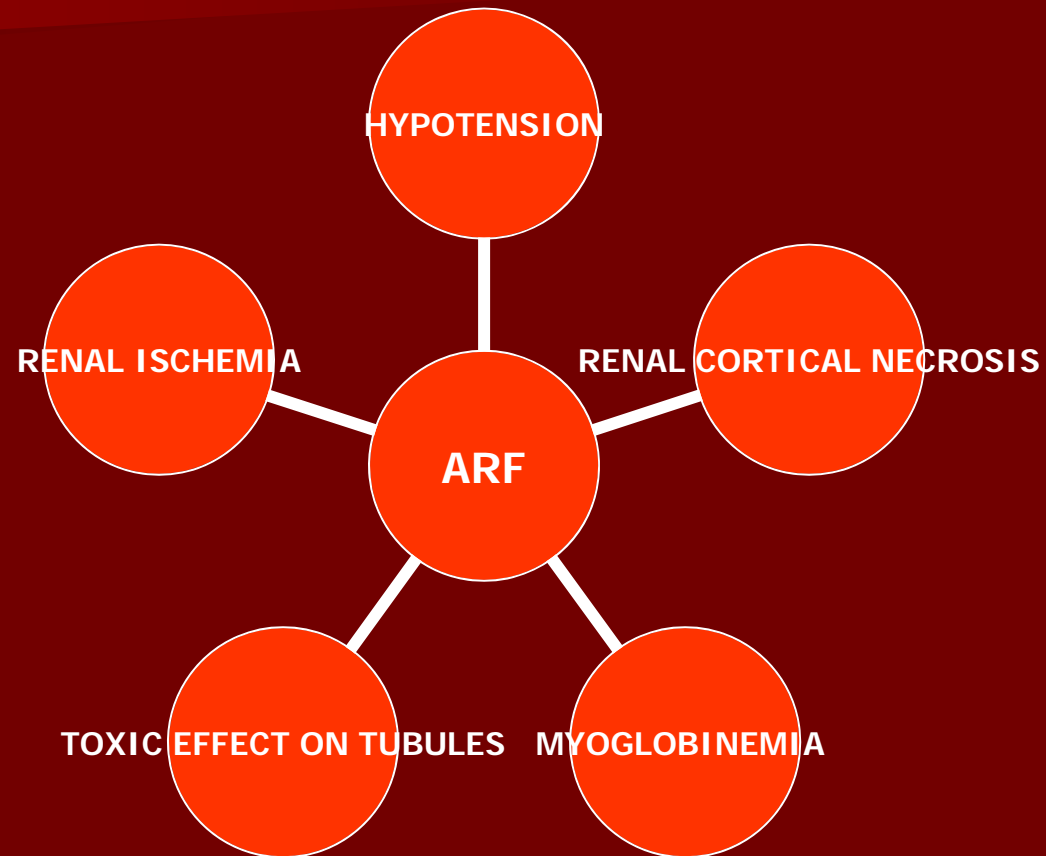 HYPOTENSION
RENAL ISCHEMIA
RENAL CORTICAL NECROSIS
ARF
TOXIC EFFECT ON TUBULES
MYOGLOBINEMIA